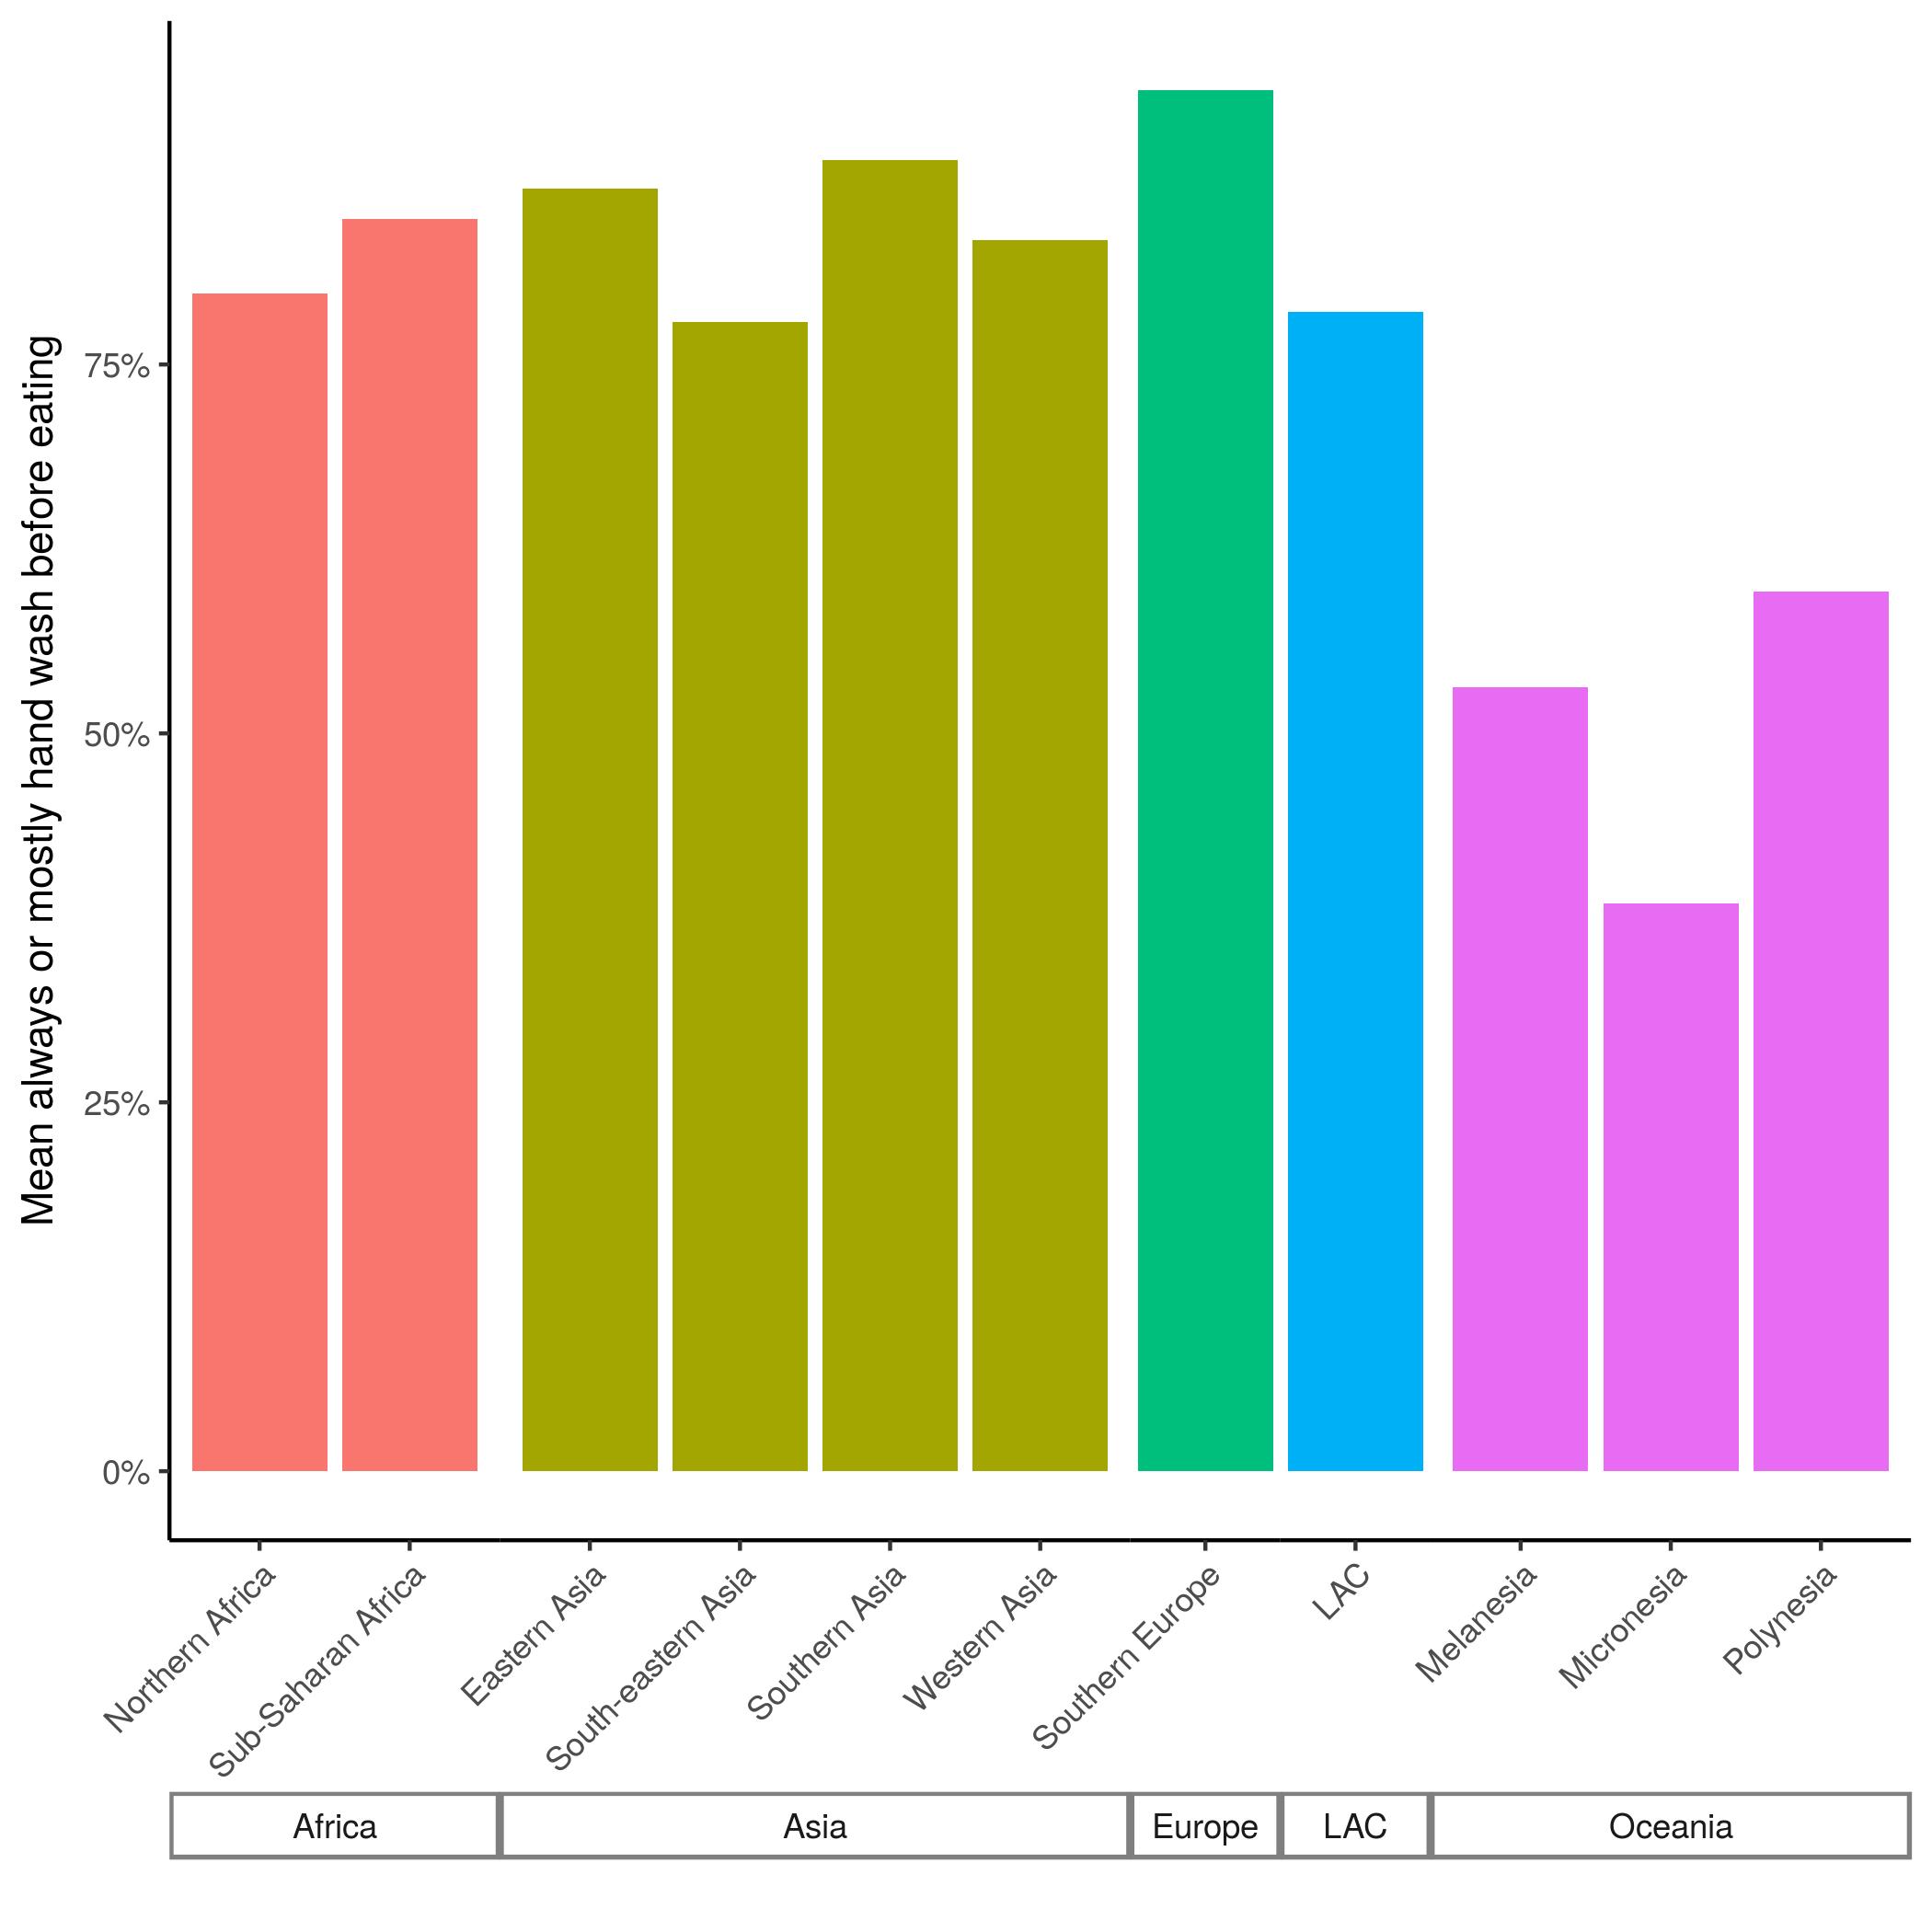 Mean always or mostly hand wash before eating
75%
50%
25%
0%
Northern Africa
Sub-Saharan Africa
Eastern Asia
South-eastern Asia
Southern Asia
Western Asia
Southern Europe
LAC
Melanesia
Micronesia
Polynesia
Africa
Asia
Europe
LAC
Oceania